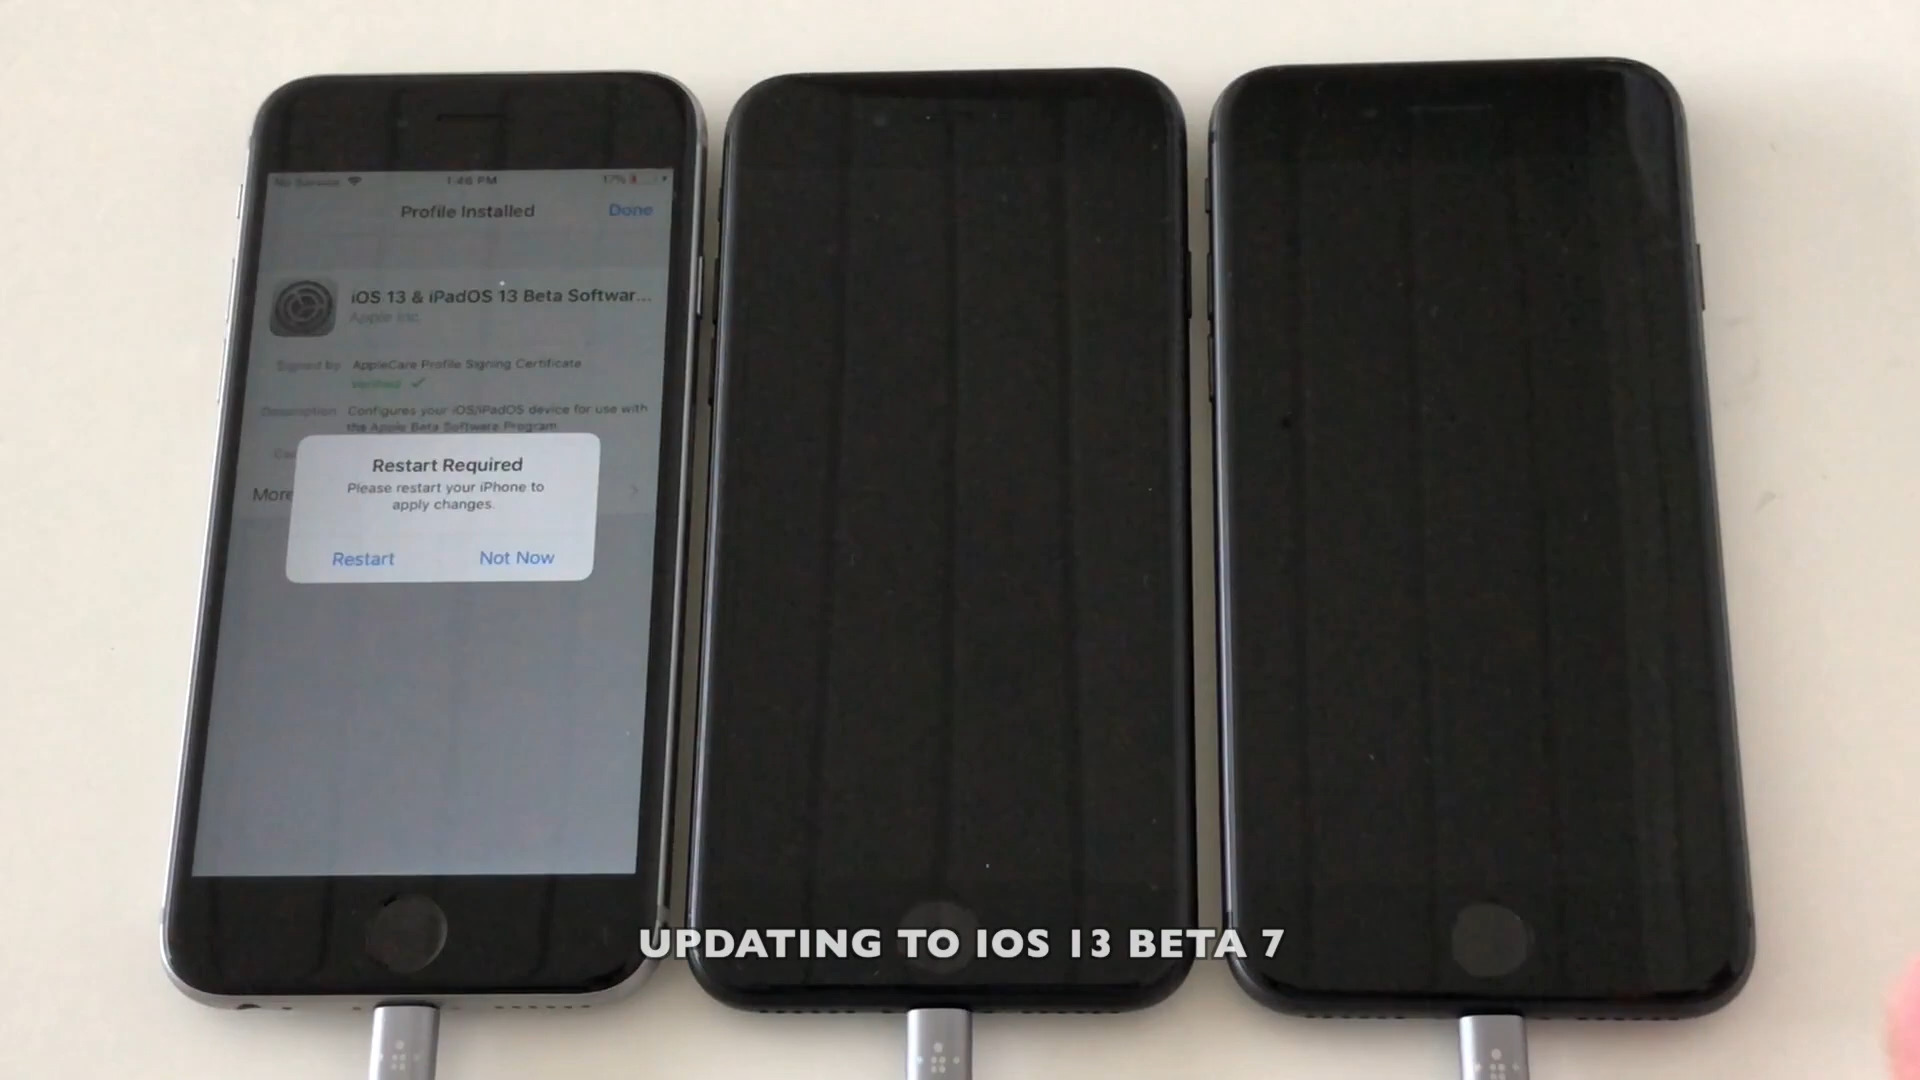 No Service 1:46 PM 17%
Profile Installed Done
iOS 13 & iPadOS 13 Beta Softwar...
Apple Inc.
Signed by AppleCare Profile Signing Certificate
Verified ✓
Description Configures your iOS/iPadOS device for use with
the Apple Beta Software Program
Restart Required
Please restart your iPhone to
apply changes.
More
Restart Not Now
UPDATING TO IOS 13 BETA 7